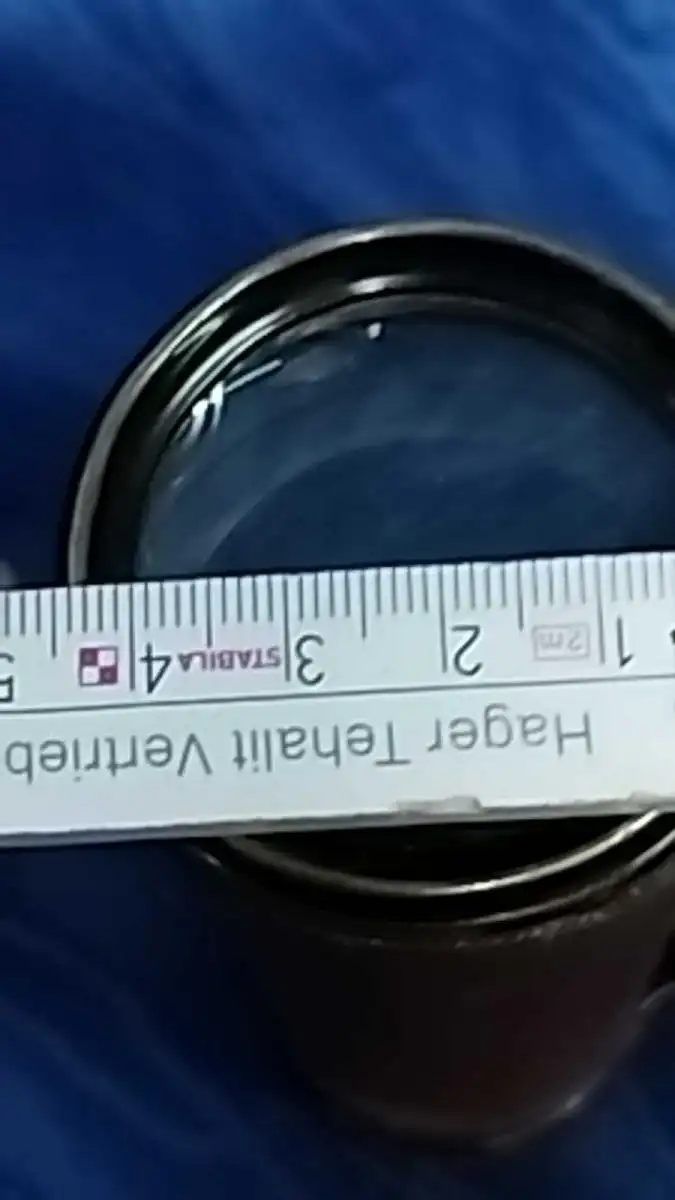 Hager Tehalit Vertrieb
1 2m 2 3 STABILA 4 5